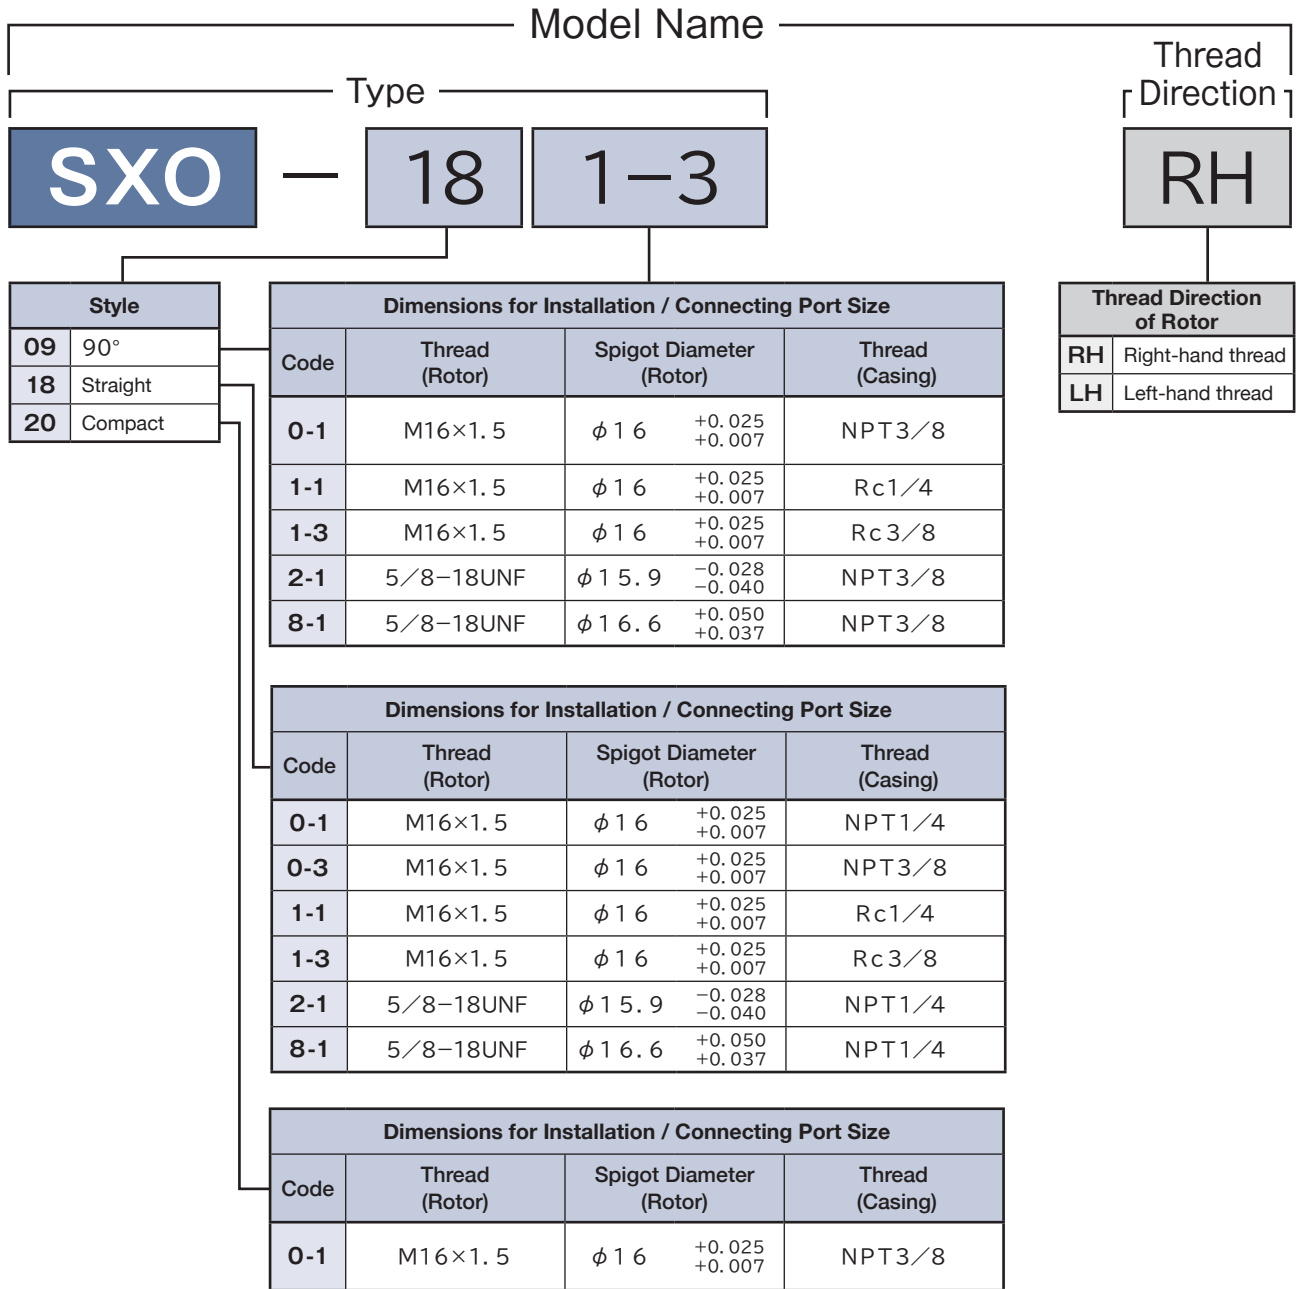 Model Name
Type
Thread
Direction
SXO — 18 1−3 RH
Style
09 90°
18 Straight
20 Compact
Dimensions for Installation / Connecting Port Size
Code Thread (Rotor) Spigot Diameter (Rotor) Thread (Casing)
0-1 M16×1.5 φ16 +0.025 +0.007 NPT3/8
1-1 M16×1.5 φ16 +0.025 +0.007 Rc1/4
1-3 M16×1.5 φ16 +0.025 +0.007 Rc3/8
2-1 5/8−18UNF φ15.9 −0.028 −0.040 NPT3/8
8-1 5/8−18UNF φ16.6 +0.050 +0.037 NPT3/8
Thread Direction
of Rotor
RH Right-hand thread
LH Left-hand thread
Dimensions for Installation / Connecting Port Size
Code Thread (Rotor) Spigot Diameter (Rotor) Thread (Casing)
0-1 M16×1.5 φ16 +0.025 +0.007 NPT1/4
0-3 M16×1.5 φ16 +0.025 +0.007 NPT3/8
1-1 M16×1.5 φ16 +0.025 +0.007 Rc1/4
1-3 M16×1.5 φ16 +0.025 +0.007 Rc3/8
2-1 5/8−18UNF φ15.9 −0.028 −0.040 NPT1/4
8-1 5/8−18UNF φ16.6 +0.050 +0.037 NPT1/4
Dimensions for Installation / Connecting Port Size
Code Thread (Rotor) Spigot Diameter (Rotor) Thread (Casing)
0-1 M16×1.5 φ16 +0.025 +0.007 NPT3/8